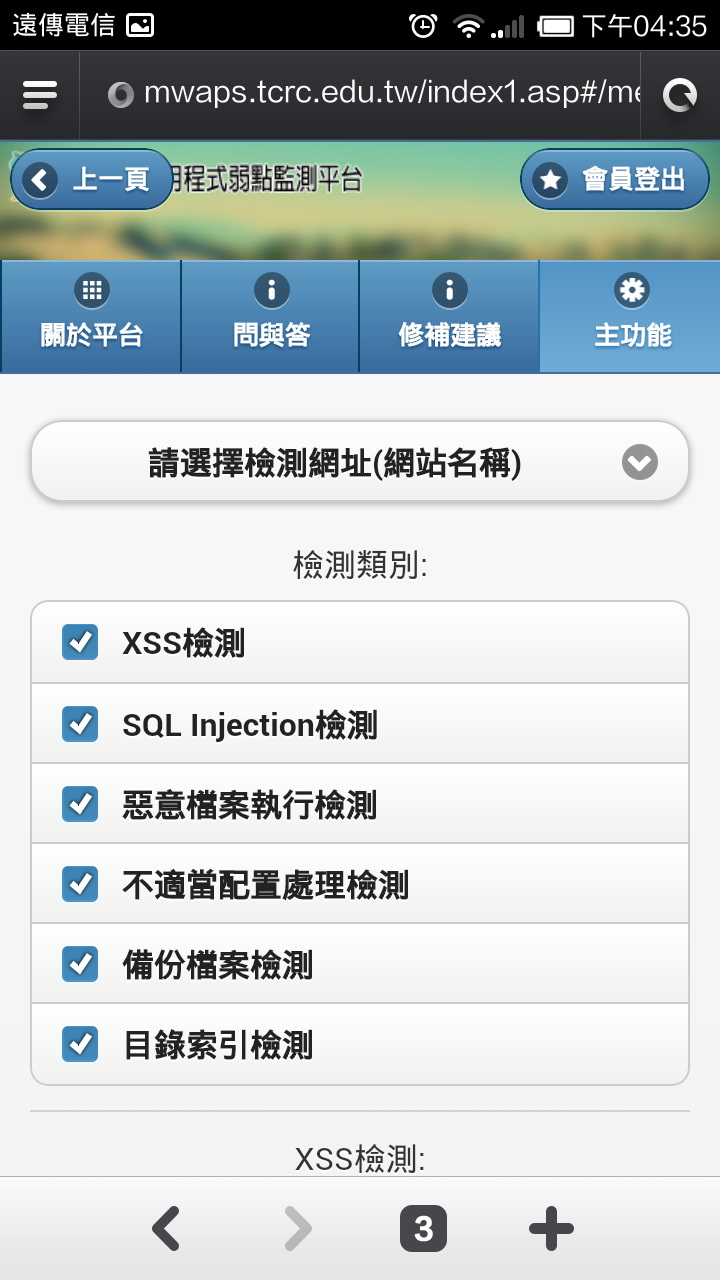 遠傳電信
下午04:35
mwaps.tcrc.edu.tw/index1.asp#/me
上一頁
用程式弱點監測平台
會員登出
關於平台
問與答
修補建議
主功能
請選擇檢測網址(網站名稱)
檢測類別:
XSS檢測
SQL Injection檢測
惡意檔案執行檢測
不適當配置處理檢測
備份檔案檢測
目錄索引檢測
XSS檢測:
3